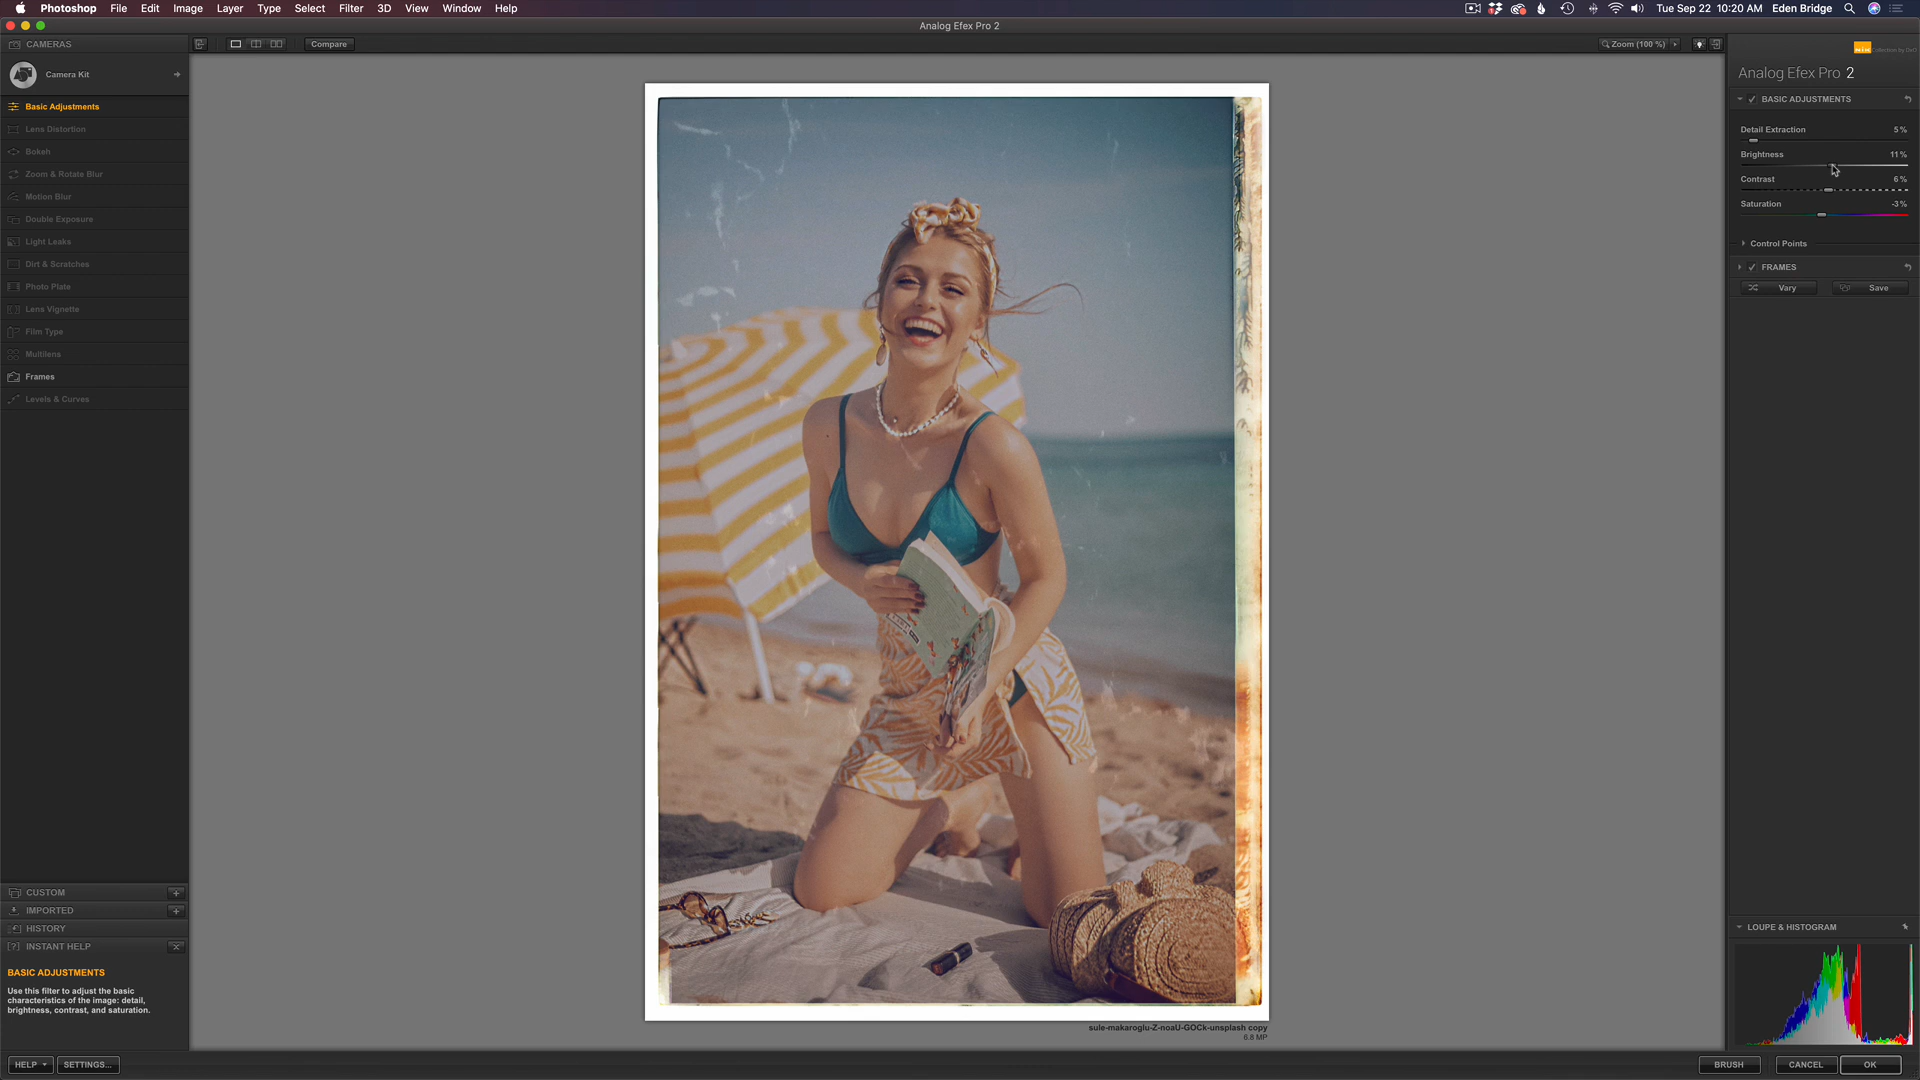 Photoshop File Edit Image Layer Type Select Filter 3D View Window Help
Tue Sep 22 10:20 AM Eden Bridge
Analog Efex Pro 2
CAMERAS
Compare
Zoom (100 %)
Camera Kit
Basic Adjustments
Lens Distortion
Bokeh
Zoom & Rotate Blur
Motion Blur
Double Exposure
Light Leaks
Dirt & Scratches
Photo Plate
Lens Vignette
Film Type
Multilens
Frames
Levels & Curves
CUSTOM
IMPORTED
HISTORY
INSTANT HELP
BASIC ADJUSTMENTS
Use this filter to adjust the basic
characteristics of the image: detail,
brightness, contrast, and saturation.
HELP
SETTINGS...
sule-makaroglu-Z-noaU-GOCk-unsplash copy
6.8 MP
Nik Collection by DxO
Analog Efex Pro 2
BASIC ADJUSTMENTS
Detail Extraction 5%
Brightness 11%
Contrast 6%
Saturation -3%
Control Points
FRAMES
Vary Save
LOUPE & HISTOGRAM
BRUSH CANCEL OK